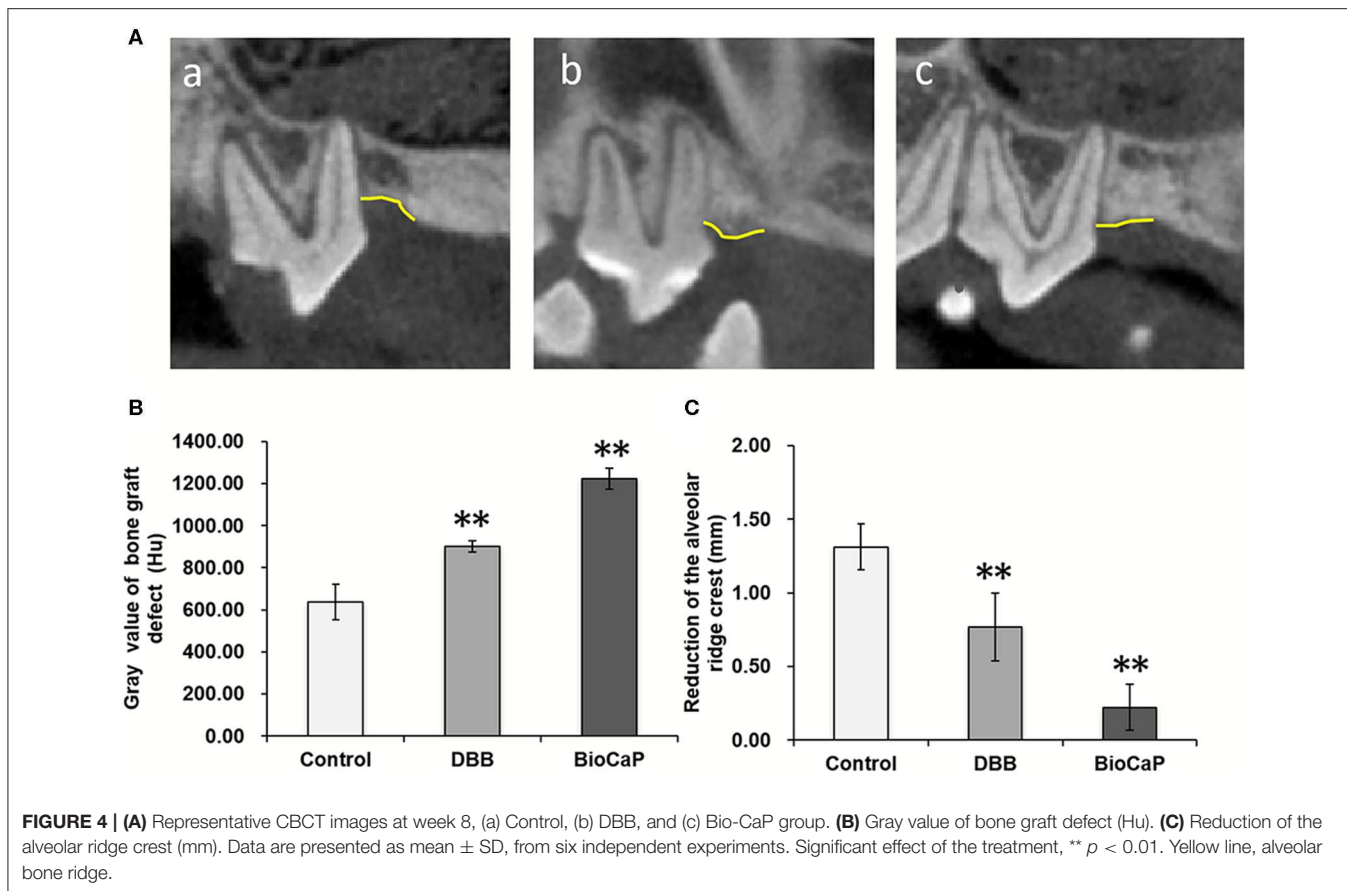 A
a
b
c
B
C
Gray value of bone graft
defect (Hu)
1400.00
1200.00
1000.00
800.00
600.00
400.00
200.00
0.00
**
**
Control
DBB
BioCaP
Reduction of the alveolar
ridge crest (mm)
2.00
1.50
1.00
0.50
0.00
**
**
Control
DBB
BioCaP
FIGURE 4 | (A) Representative CBCT images at week 8, (a) Control, (b) DBB, and (c) Bio-CaP group. (B) Gray value of bone graft defect (Hu). (C) Reduction of the
alveolar ridge crest (mm). Data are presented as mean ± SD, from six independent experiments. Significant effect of the treatment, ** p < 0.01. Yellow line, alveolar
bone ridge.